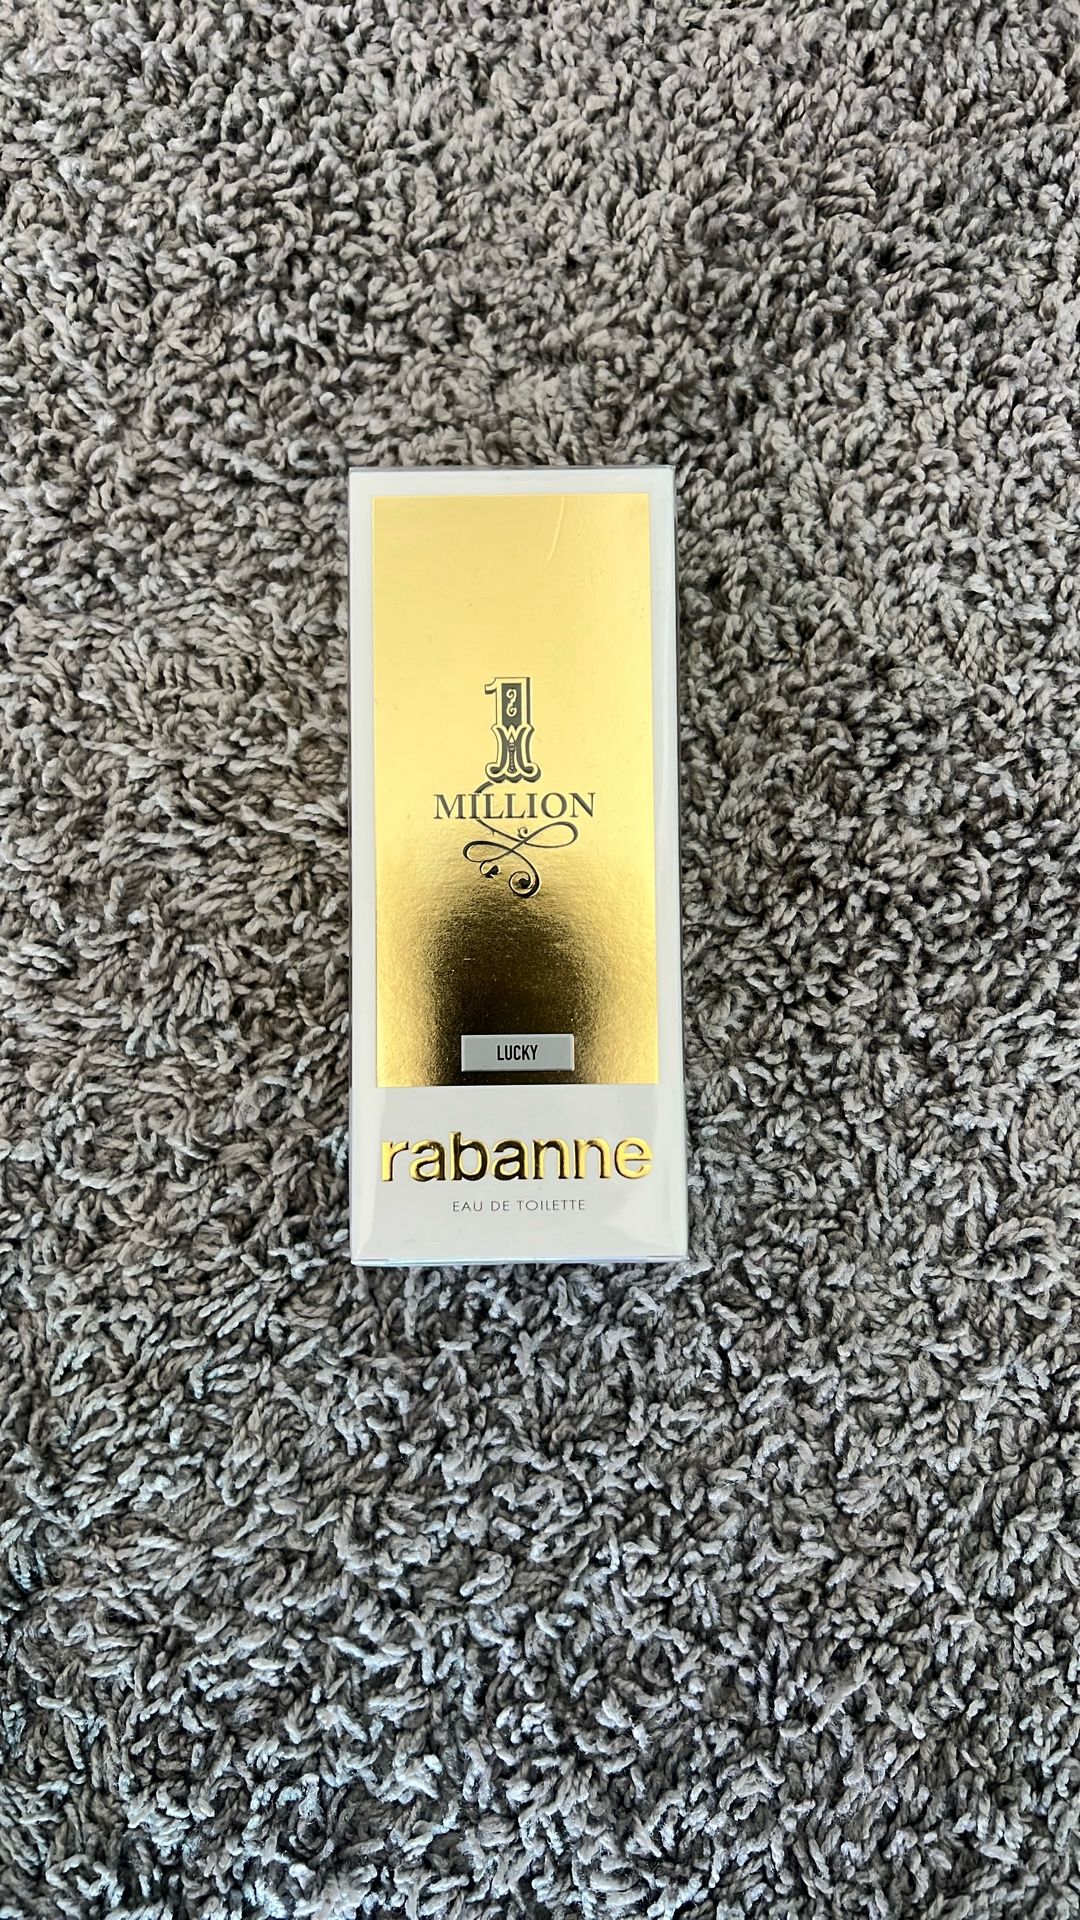 1
MILLION
LUCKY
rabanne
EAU DE TOILETTE